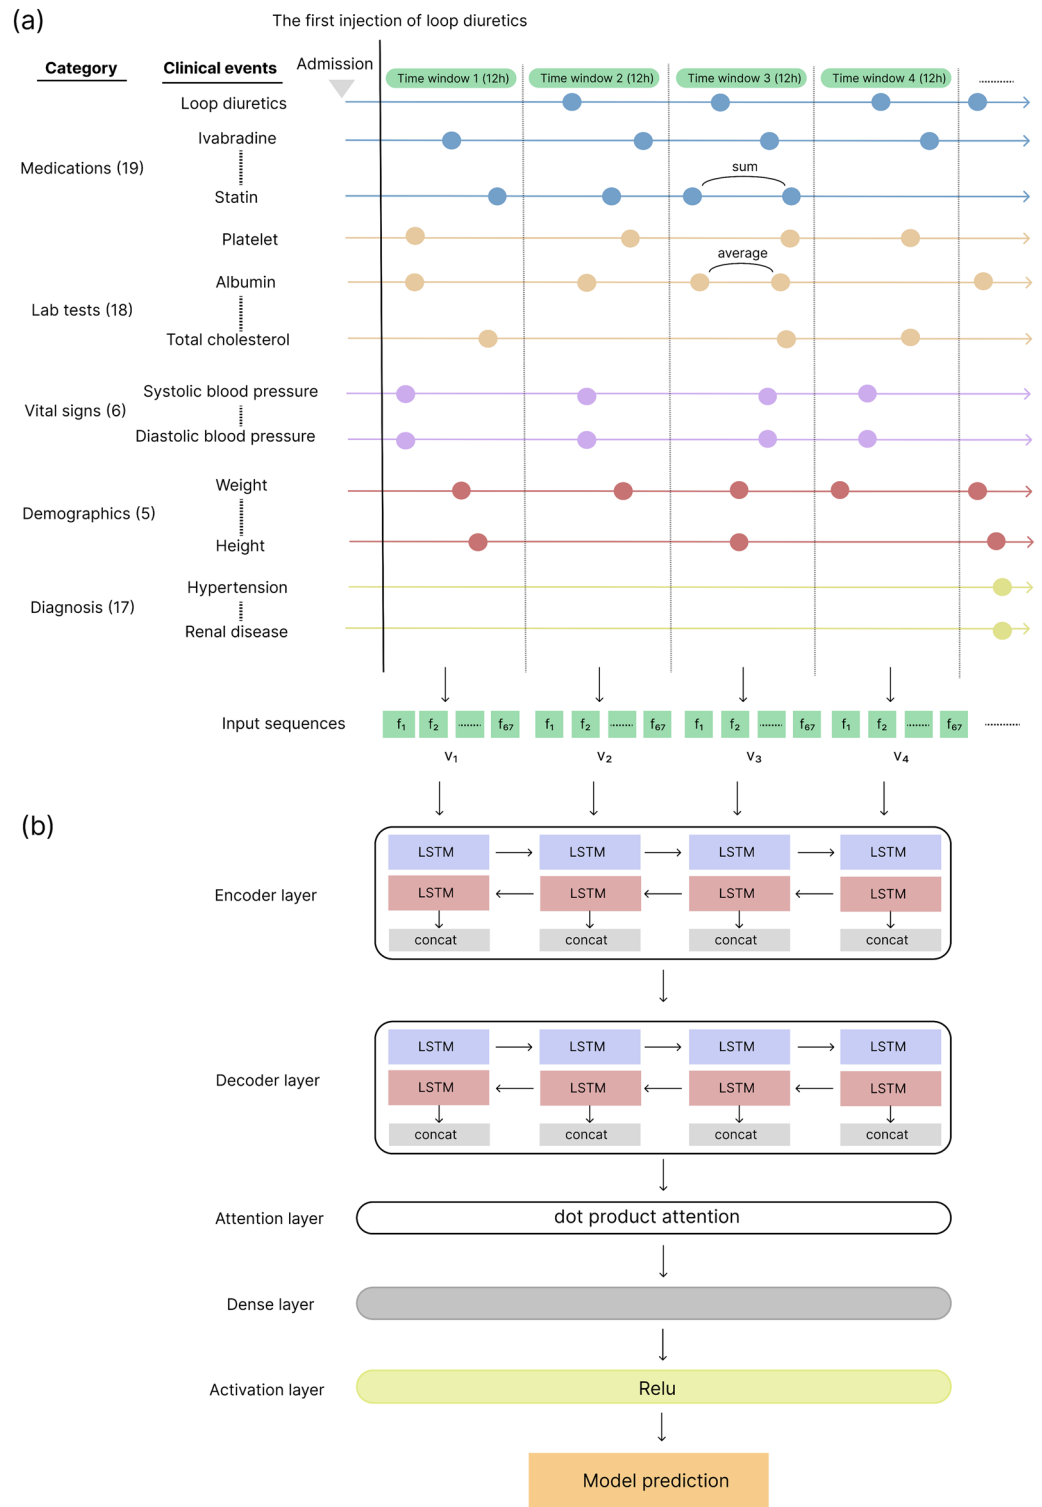 (a)
The first injection of loop diuretics
Category
Clinical events
Admission
Time window 1 (12h)
Time window 2 (12h)
Time window 3 (12h)
Time window 4 (12h)
Loop diuretics
Ivabradine
Medications (19)
sum
Statin
Platelet
average
Albumin
Lab tests (18)
Total cholesterol
Systolic blood pressure
Vital signs (6)
Diastolic blood pressure
Weight
Demographics (5)
Height
Hypertension
Diagnosis (17)
Renal disease
Input sequences
f₁ f₂ f₆₇
f₁ f₂ f₆₇
f₁ f₂ f₆₇
f₁ f₂ f₆₇
v₁
v₂
v₃
v₄
(b)
Encoder layer
LSTM LSTM LSTM LSTM
LSTM LSTM LSTM LSTM
concat concat concat concat
Decoder layer
LSTM LSTM LSTM LSTM
LSTM LSTM LSTM LSTM
concat concat concat concat
Attention layer
dot product attention
Dense layer
Activation layer
Relu
Model prediction